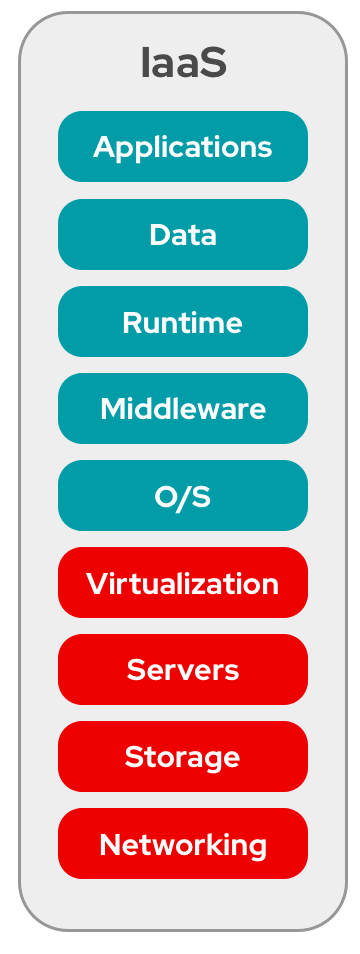 IaaS
Applications
Data
Runtime
Middleware
O/S
Virtualization
Servers
Storage
Networking